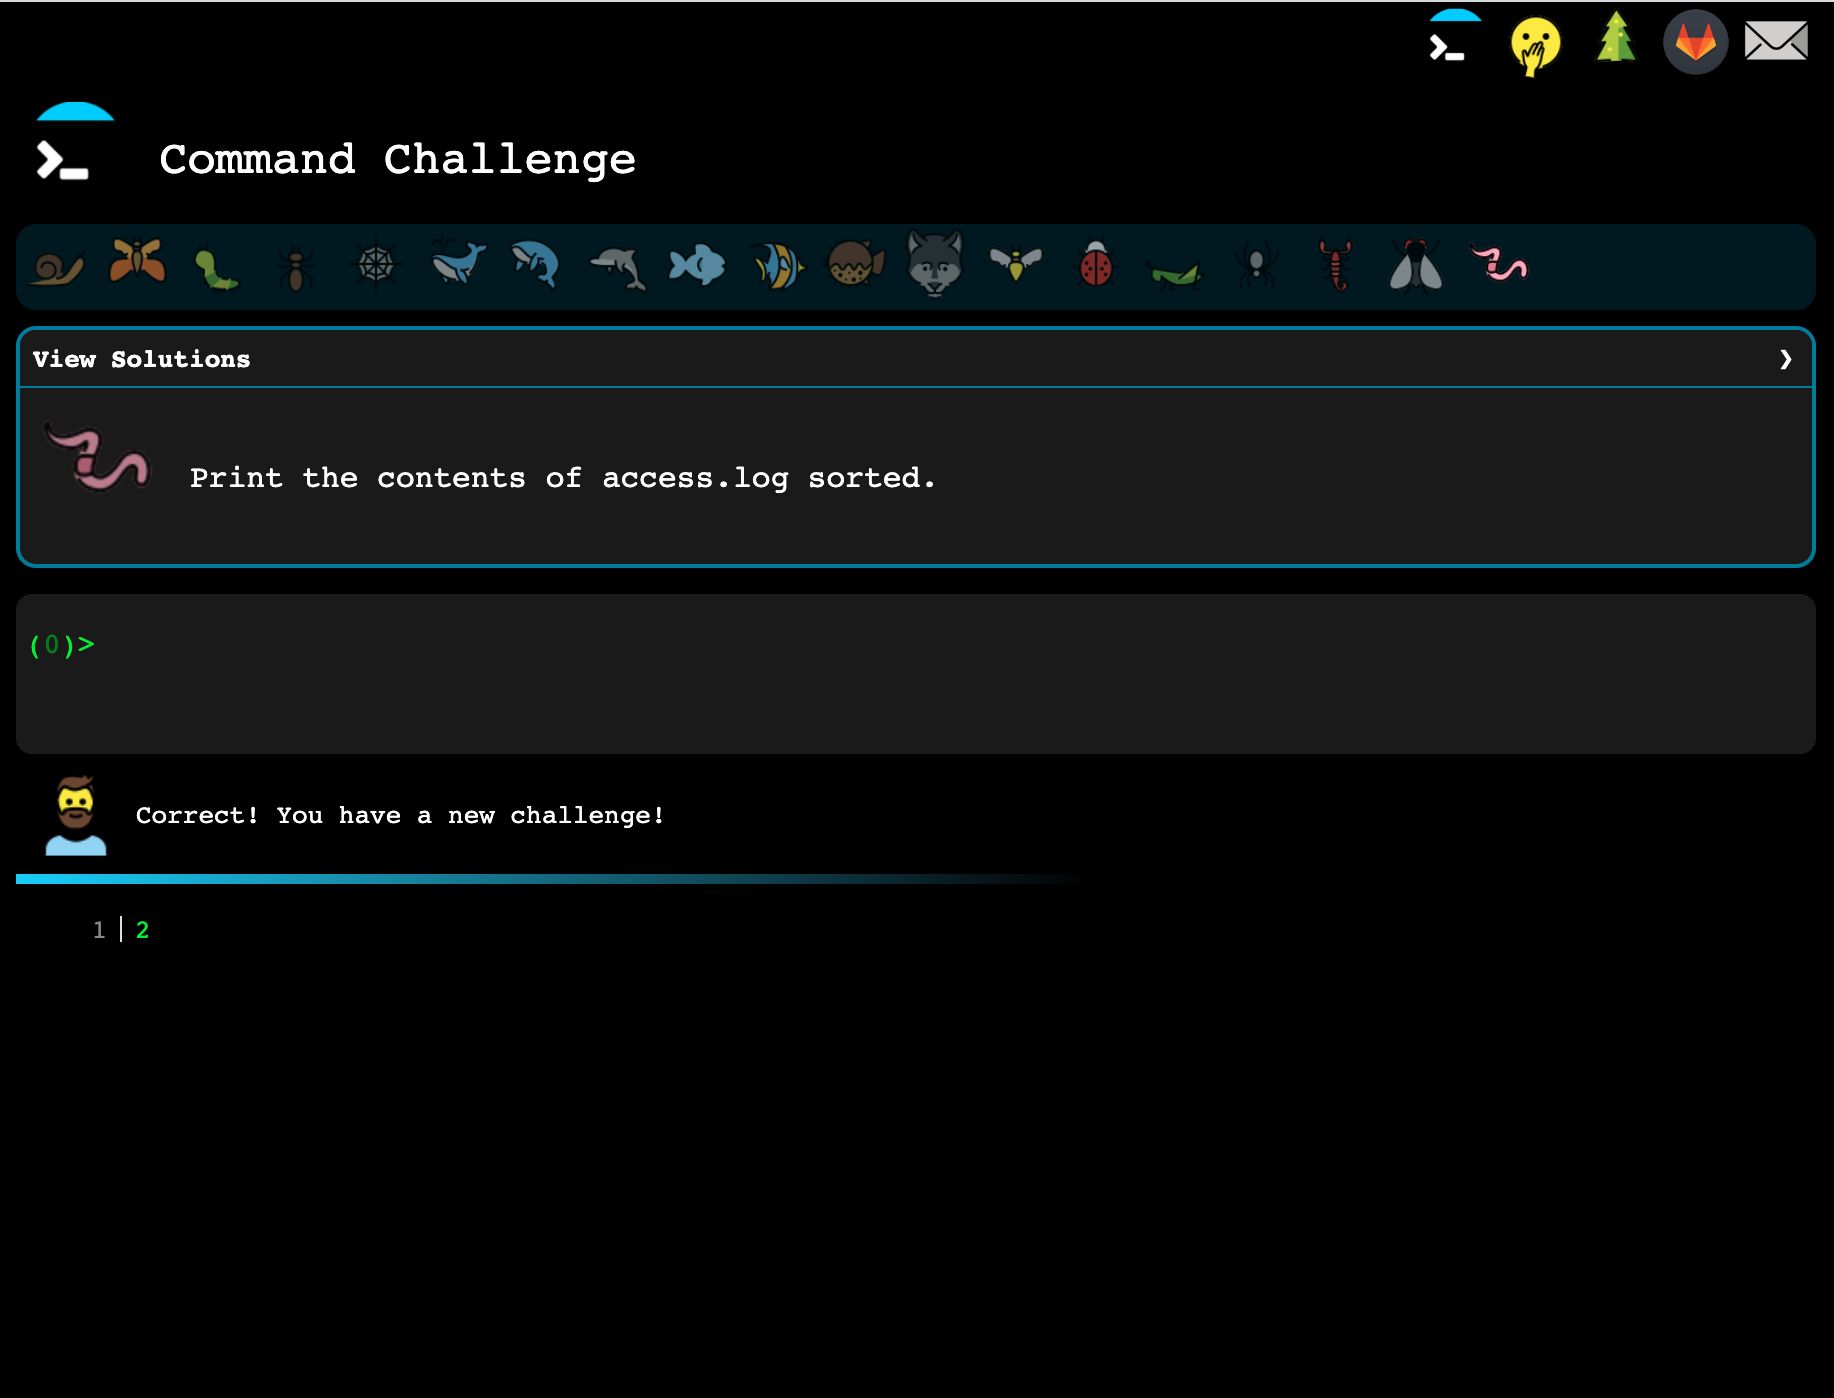 Command Challenge
View Solutions ❯
Print the contents of access.log sorted.
(0)>
Correct! You have a new challenge!
1 | 2